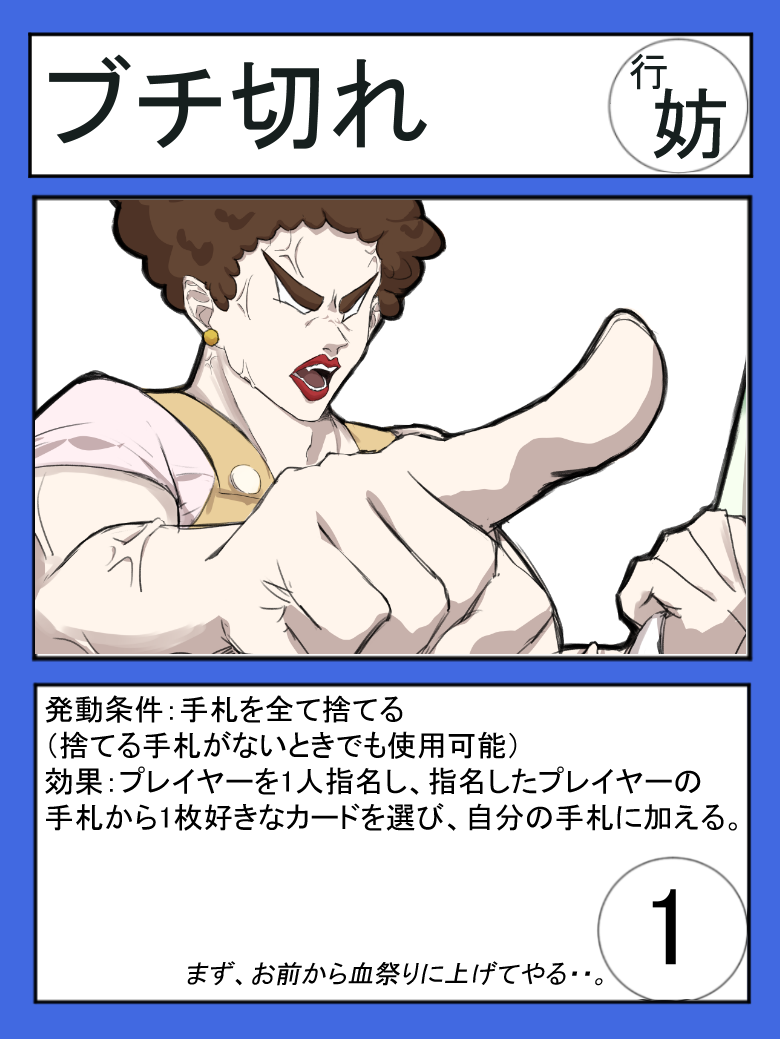 ブチ切れ
行
妨
発動条件：手札を全て捨てる
（捨てる手札がないときでも使用可能）
効果：プレイヤーを1人指名し、指名したプレイヤーの
手札から1枚好きなカードを選び、自分の手札に加える。
1
まず、お前から血祭りに上げてやる・・。